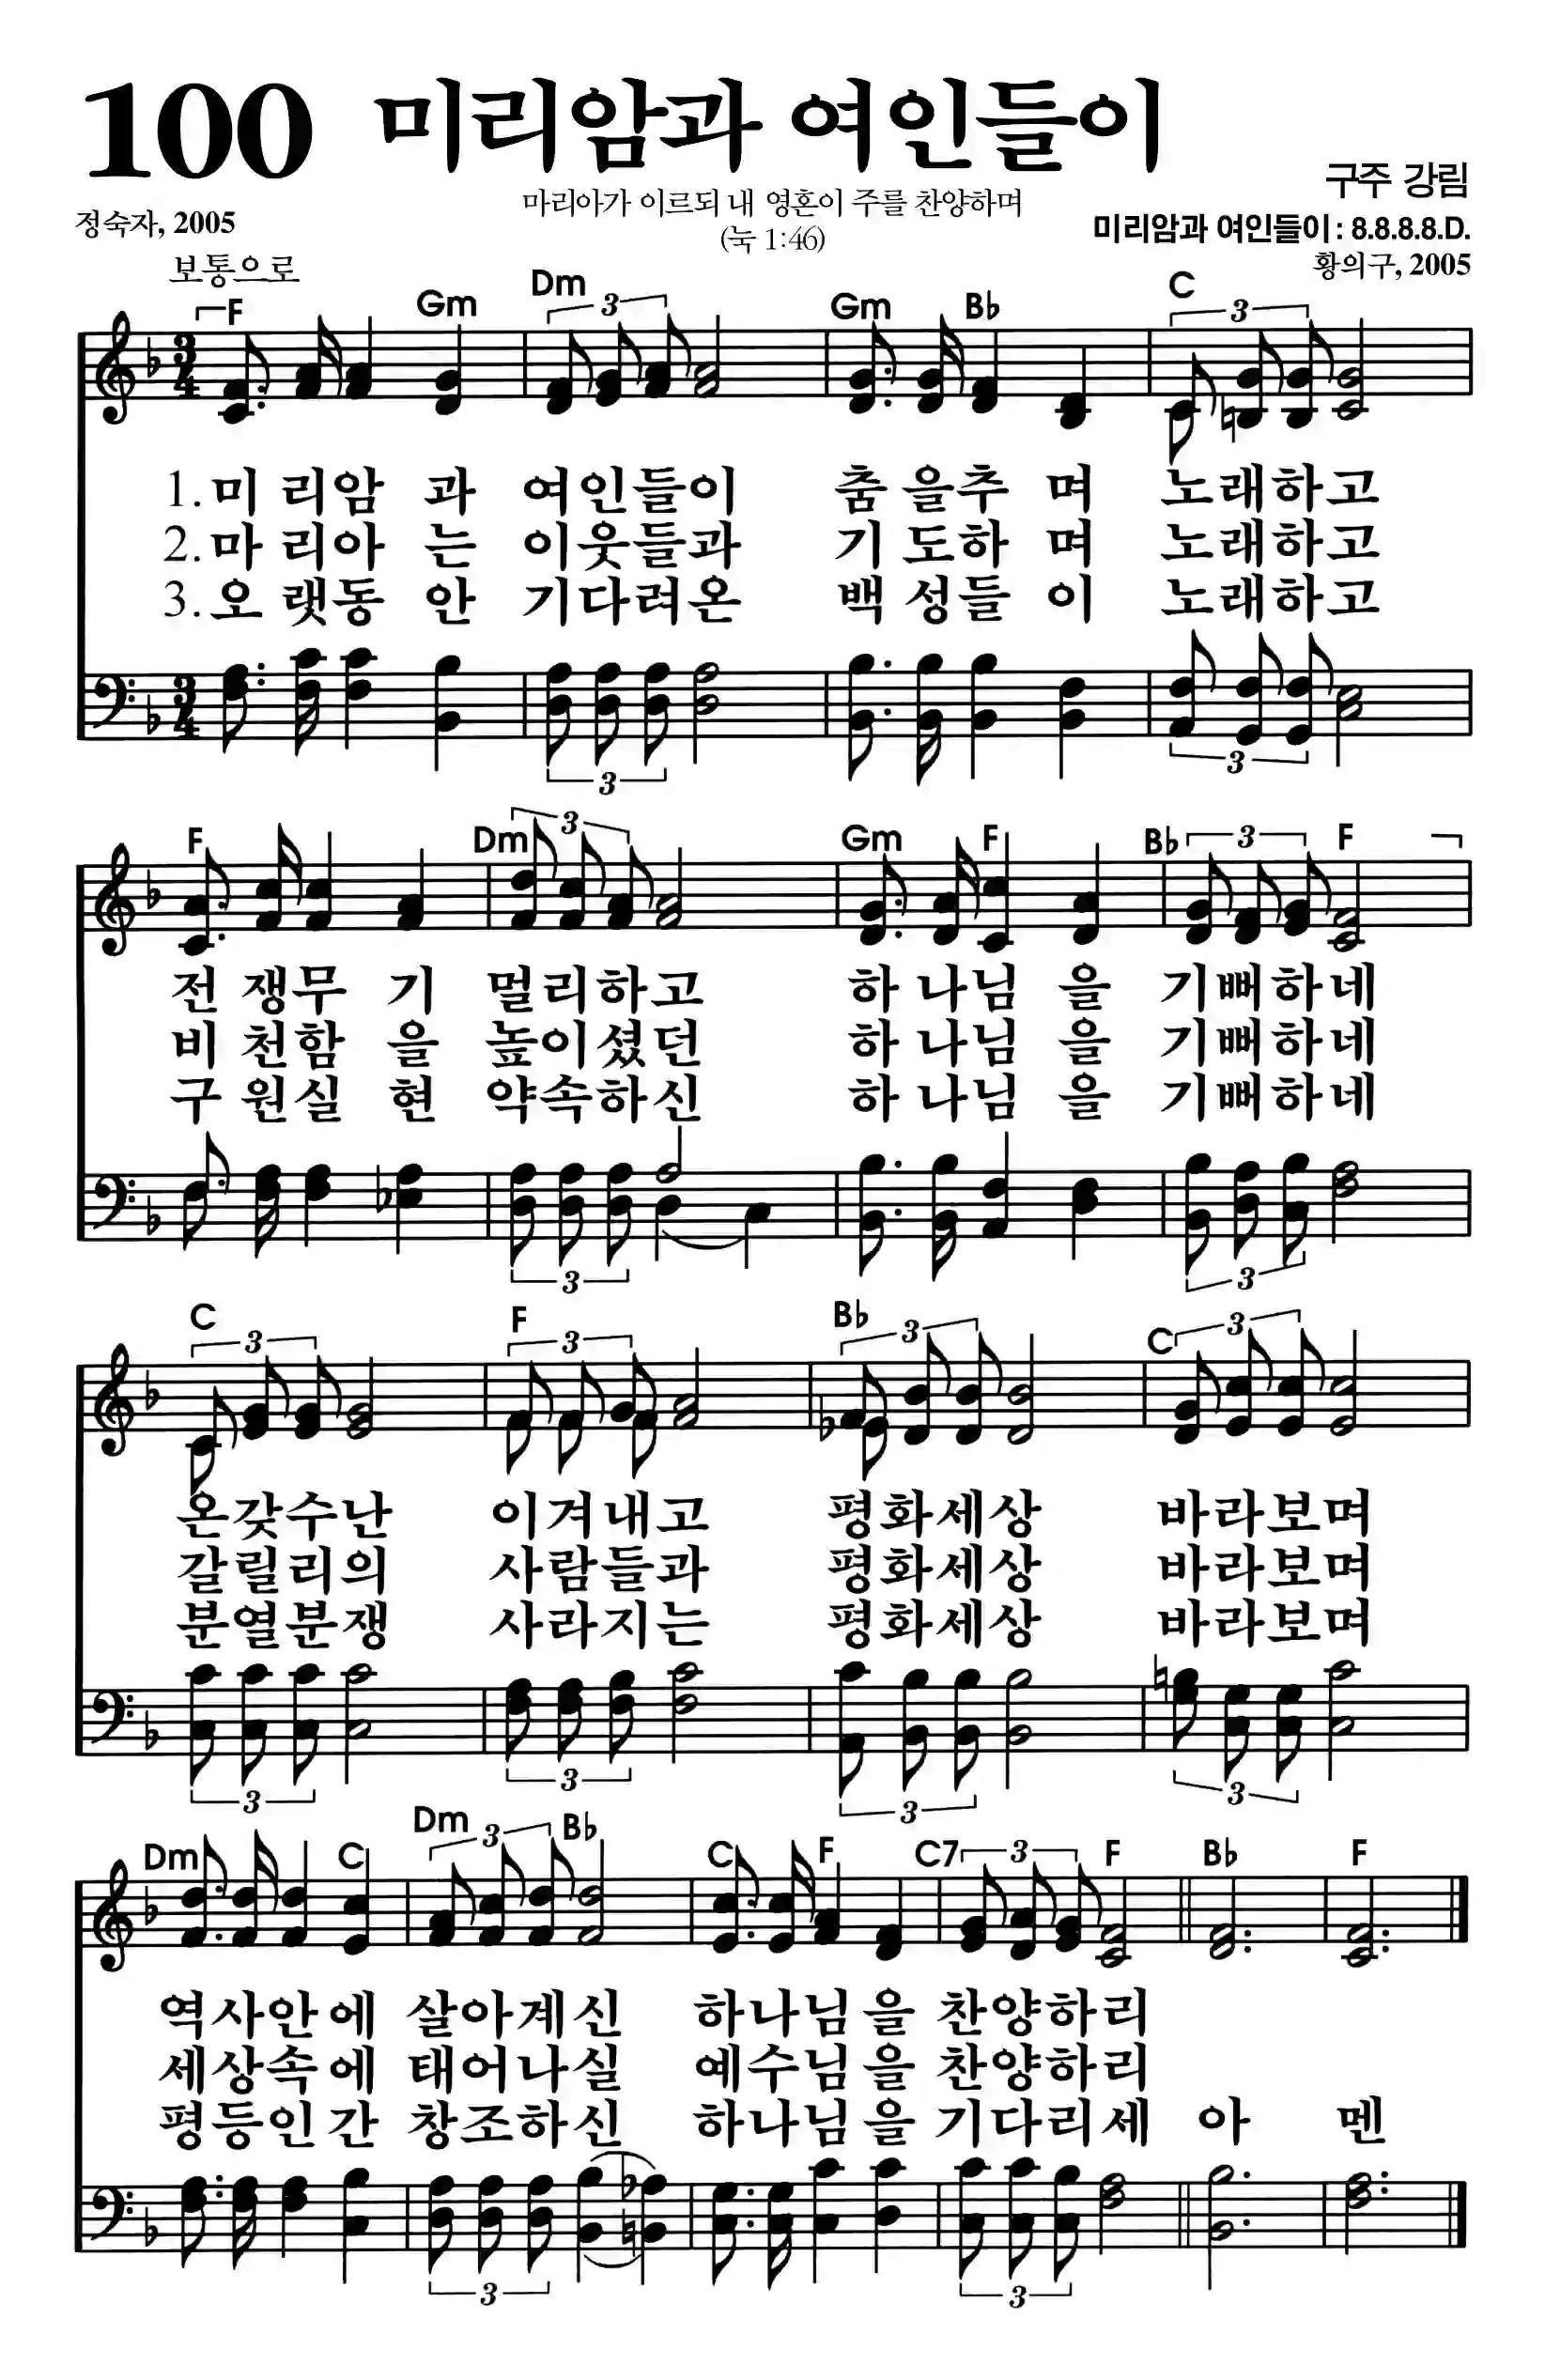 100 미리암과 여인들이
구주 강림
마리아가 이르되 내 영혼이 주를 찬양하며
(눅 1:46)
정숙자, 2005
미리암과 여인들이: 8.8.8.8.D.
황의구, 2005
보통으로
F Gm Dm 3 Gm B♭ C 3
1. 미 리암 과 여인들이 춤 을추 며 노래하고
2. 마 리아 는 이웃들과 기 도하 며 노래하고
3. 오 랫동 안 기다려온 백 성들 이 노래하고
3 3
F Dm 3 Gm F B♭ 3 F
전 쟁무 기 멀리하고 하 나님 을 기뻐하네
비 천함 을 높이셨던 하 나님 을 기뻐하네
구 원실 현 약속하신 하 나님 을 기뻐하네
3 3
C 3 F 3 B♭ 3 C 3
온갖수난 이겨내고 평화세상 바라보며
갈릴리의 사람들과 평화세상 바라보며
분열분쟁 사라지는 평화세상 바라보며
3 3 3 3
Dm C Dm 3 B♭ C F C7 3 F B♭ F
역사안에 살아계신 하나님을 찬양하리
세상속에 태어나실 예수님을 찬양하리
평등인간 창조하신 하나님을 기다리세 아 멘
3 3